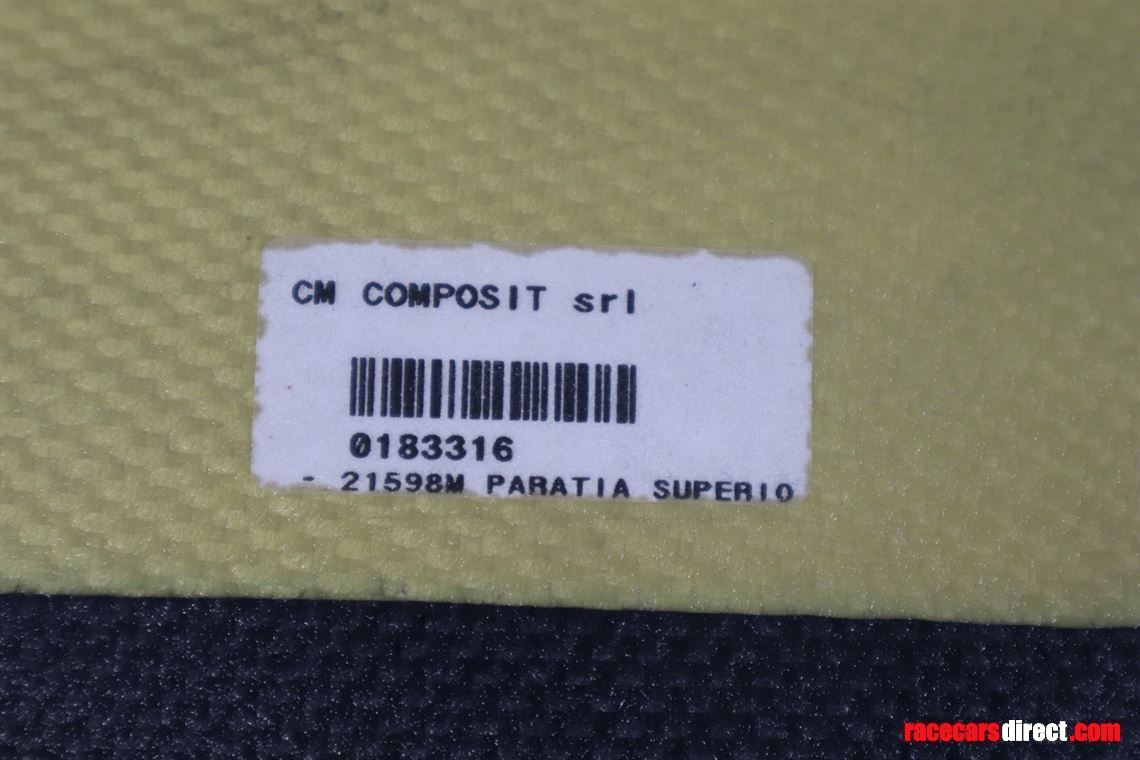 CM COMPOSIT srl
0183316
- 21598M PARATIA SUPERIO
racecarsdirect.com